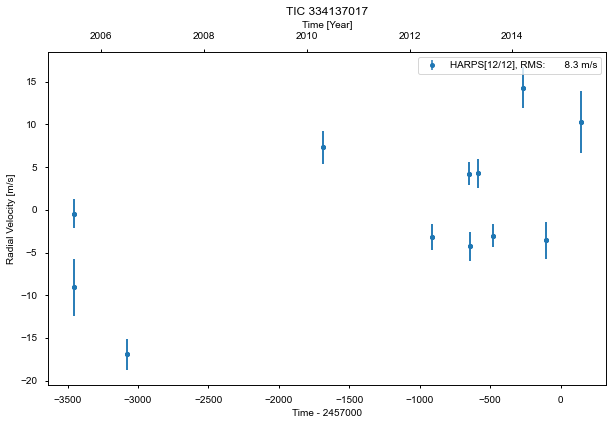 TIC 334137017
Time [Year]
2006 2008 2010 2012 2014
HARPS[12/12], RMS: 8.3 m/s
15
10
5
0
−5
−10
−15
−20
Radial Velocity [m/s]
−3500 −3000 −2500 −2000 −1500 −1000 −500 0
Time - 2457000